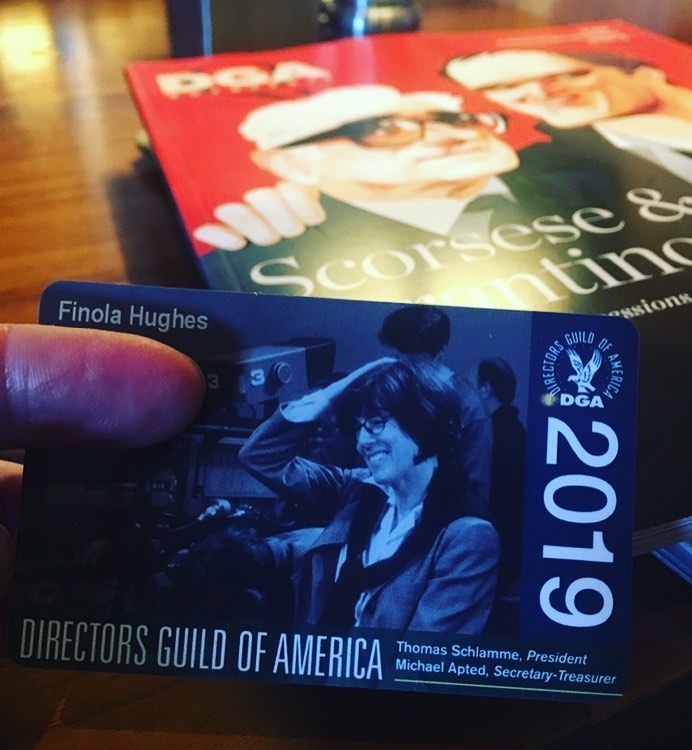 DGA
Scorsese &
Finola Hughes
3
3
DIRECTORS GUILD OF AMERICA
DGA
2019
DIRECTORS GUILD OF AMERICA
Thomas Schlamme, President
Michael Apted, Secretary-Treasurer